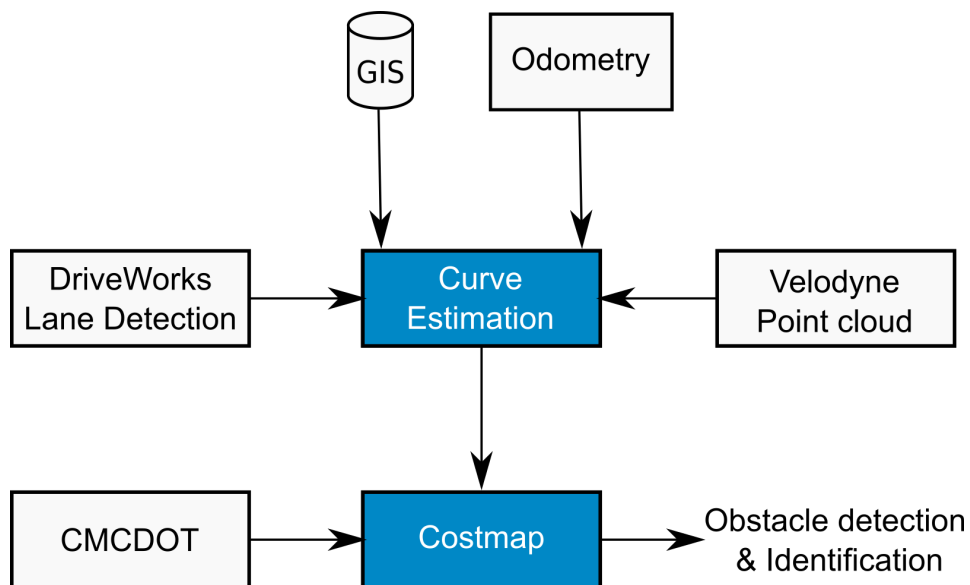 GIS
Odometry
DriveWorks
Lane Detection
Curve
Estimation
Velodyne
Point cloud
CMCDOT
Costmap
Obstacle detection
& Identification